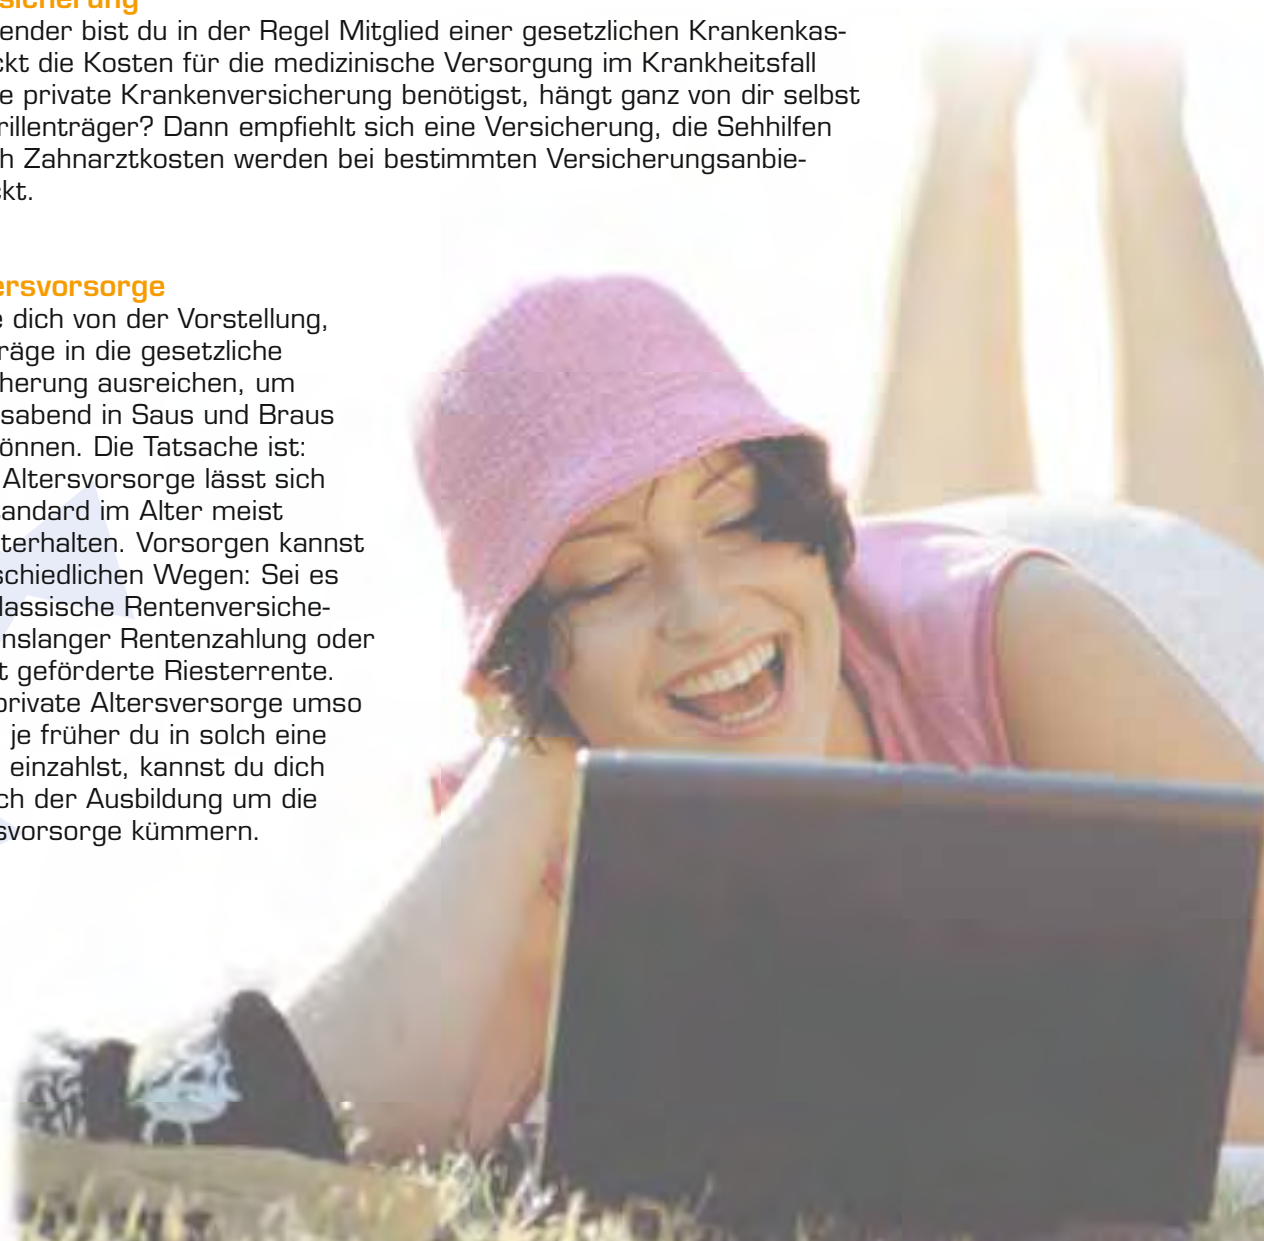 sicherung
ender bist du in der Regel Mitglied einer gesetzlichen Krankenkas-
ckt die Kosten für die medizinische Versorgung im Krankheitsfall
e private Krankenversicherung benötigst, hängt ganz von dir selbst
rillenträger? Dann empfiehlt sich eine Versicherung, die Sehhilfen
h Zahnarztkosten werden bei bestimmten Versicherungsanbie-
ckt.
ersvorsorge
e dich von der Vorstellung,
räge in die gesetzliche
cherung ausreichen, um
sabend in Saus und Braus
önnen. Die Tatsache ist:
Altersvorsorge lässt sich
tandard im Alter meist
terhalten. Vorsorgen kannst
schiedlichen Wegen: Sei es
lassische Rentenversiche-
nslanger Rentenzahlung oder
t geförderte Riesterrente.
private Altersversorge umso
je früher du in solch eine
einzahlst, kannst du dich
ch der Ausbildung um die
svorsorge kümmern.